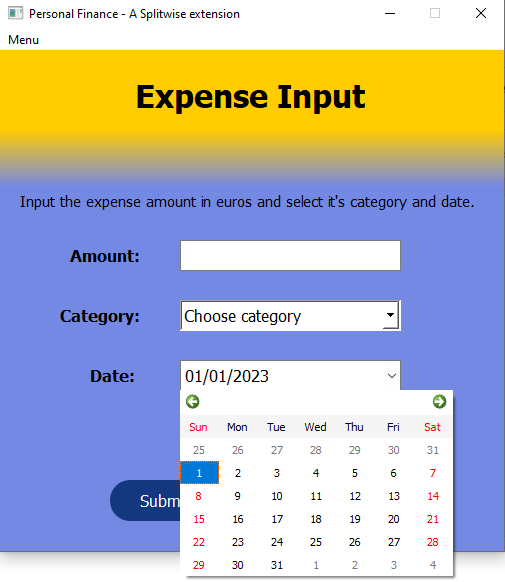 Personal Finance - A Splitwise extension
Menu
Expense Input
Input the expense amount in euros and select it's category and date.
Amount:
Category: Choose category
Date: 01/01/2023
Sun Mon Tue Wed Thu Fri Sat
25 26 27 28 29 30 31
1 2 3 4 5 6 7
8 9 10 11 12 13 14
15 16 17 18 19 20 21
22 23 24 25 26 27 28
29 30 31 1 2 3 4
Subm